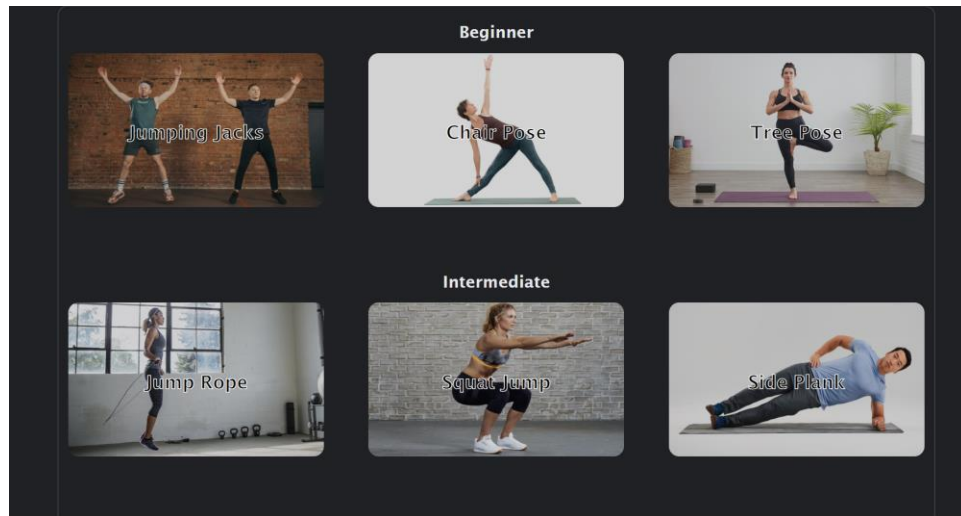 Beginner
Jumping Jacks
Chair Pose
Tree Pose
Intermediate
Jump Rope
Squat Jump
Side Plank